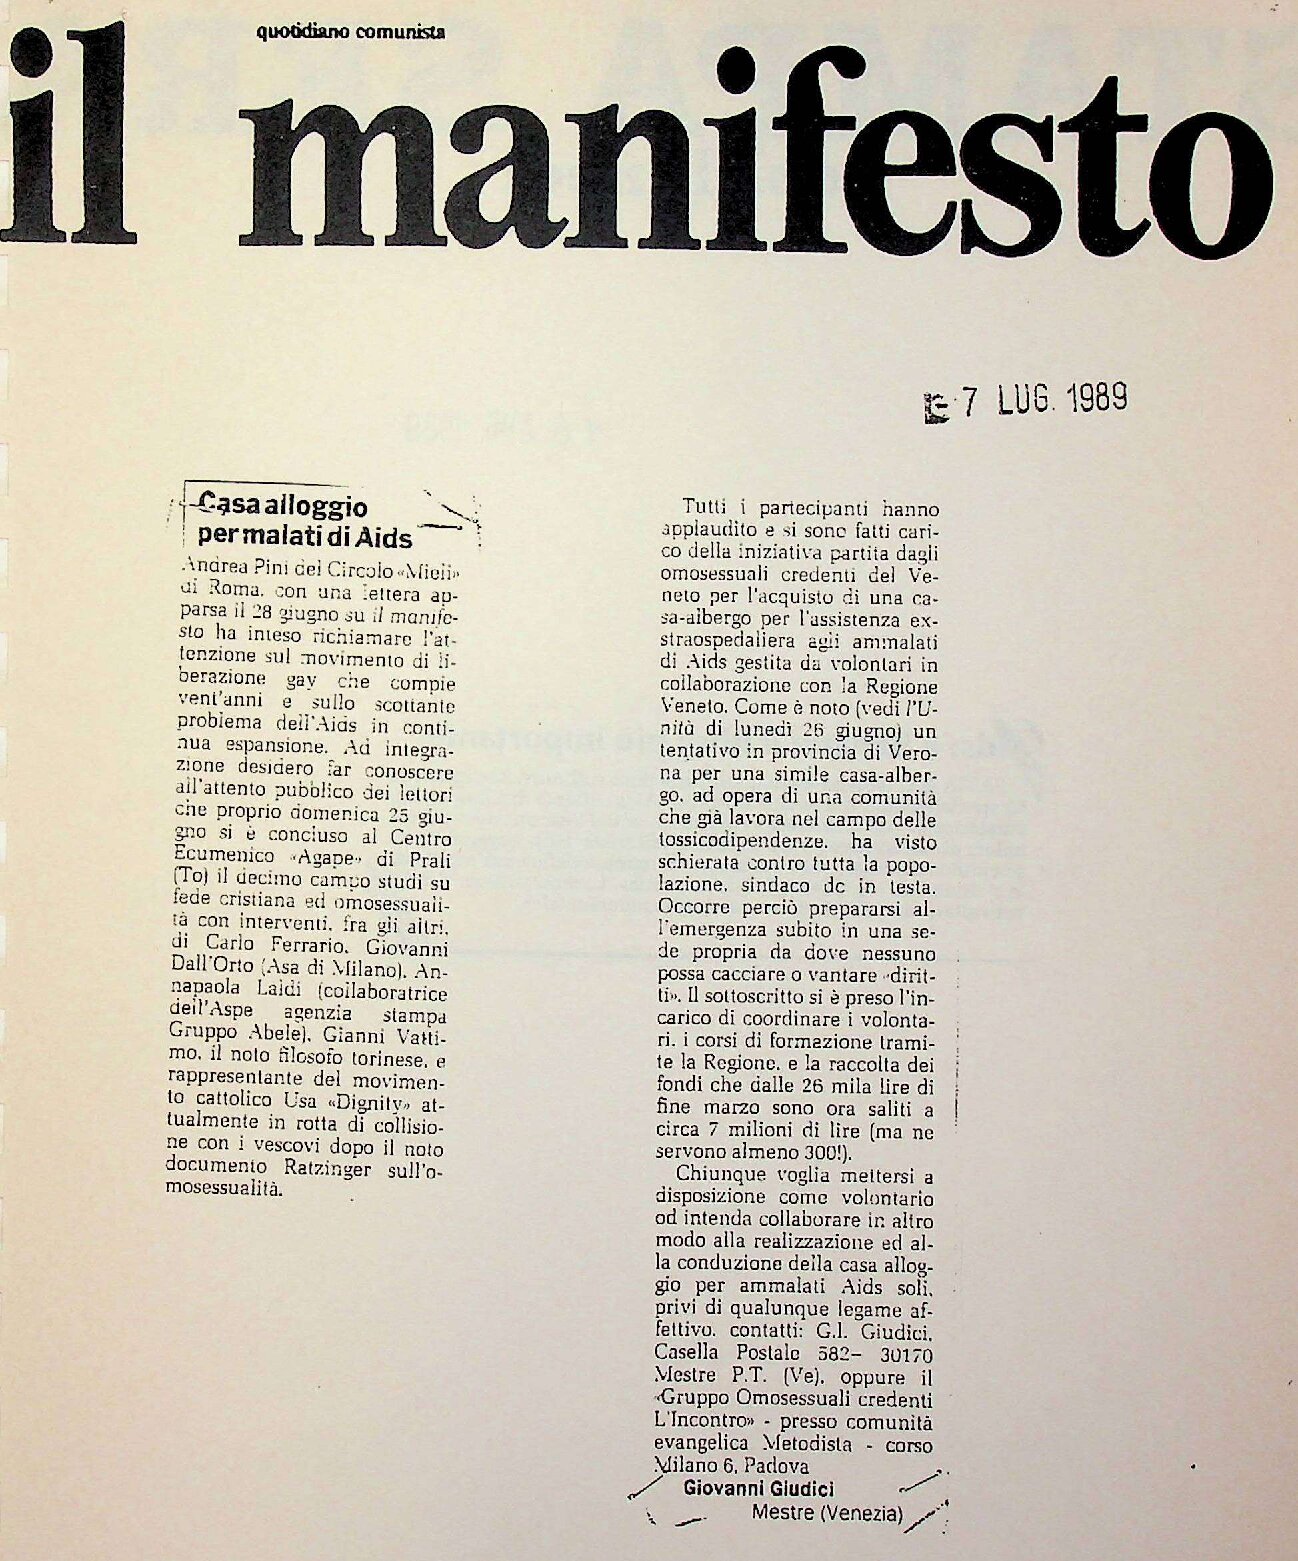 quotidiano comunista
il manifesto
7 LUG. 1989
Casa alloggio
per malati di Aids
Andrea Pini del Circolo «Mieli»
di Roma, con una lettera ap-
parsa il 28 giugno su il manife-
sto ha inteso richiamare l'at-
tenzione sul movimento di li-
berazione gay che compie
vent'anni e sullo scottante
problema dell'Aids in conti-
nua espansione. Ad integra-
zione desidero far conoscere
all'attento pubblico dei lettori
che proprio domenica 25 giu-
gno si è concluso al Centro
Ecumenico «Agape» di Prali
(To) il decimo campo studi su
fede cristiana ed omosessuali-
tà con interventi, fra gli altri,
di Carlo Ferrario, Giovanni
Dall'Orto (Asa di Milano), An-
napaola Laldi (collaboratrice
dell'Aspe agenzia stampa
Gruppo Abele), Gianni Vatti-
mo, il noto filosofo torinese, e
rappresentante del movimen-
to cattolico Usa «Dignity» at-
tualmente in rotta di collisio-
ne con i vescovi dopo il noto
documento Ratzinger sull'o-
mosessualità.
Tutti i partecipanti hanno
applaudito e si sono fatti cari-
co della iniziativa partita dagli
omosessuali credenti del Ve-
neto per l'acquisto di una ca-
sa-albergo per l'assistenza ex-
straospedaliera agli ammalati
di Aids gestita da volontari in
collaborazione con la Regione
Veneto. Come è noto (vedi l'U-
nità di lunedì 26 giugno) un
tentativo in provincia di Vero-
na per una simile casa-alber-
go, ad opera di una comunità
che già lavora nel campo delle
tossicodipendenze, ha visto
schierata contro tutta la popo-
lazione, sindaco dc in testa.
Occorre perciò prepararsi al-
l'emergenza subito in una se-
de propria da dove nessuno
possa cacciare o vantare «dirit-
ti». Il sottoscritto si è preso l'in-
carico di coordinare i volonta-
ri, i corsi di formazione trami-
te la Regione, e la raccolta dei
fondi che dalle 26 mila lire di
fine marzo sono ora saliti a
circa 7 milioni di lire (ma ne
servono almeno 300!).
Chiunque voglia mettersi a
disposizione come volontario
od intenda collaborare in altro
modo alla realizzazione ed al-
la conduzione della casa allog-
gio per ammalati Aids soli,
privi di qualunque legame af-
fettivo, contatti: G.l. Giudici,
Casella Postale 582- 30170
Mestre P.T. (Ve), oppure il
«Gruppo Omosessuali credenti
L'Incontro» - presso comunità
evangelica Metodista - corso
Milano 6, Padova
Giovanni Giudici
Mestre (Venezia)